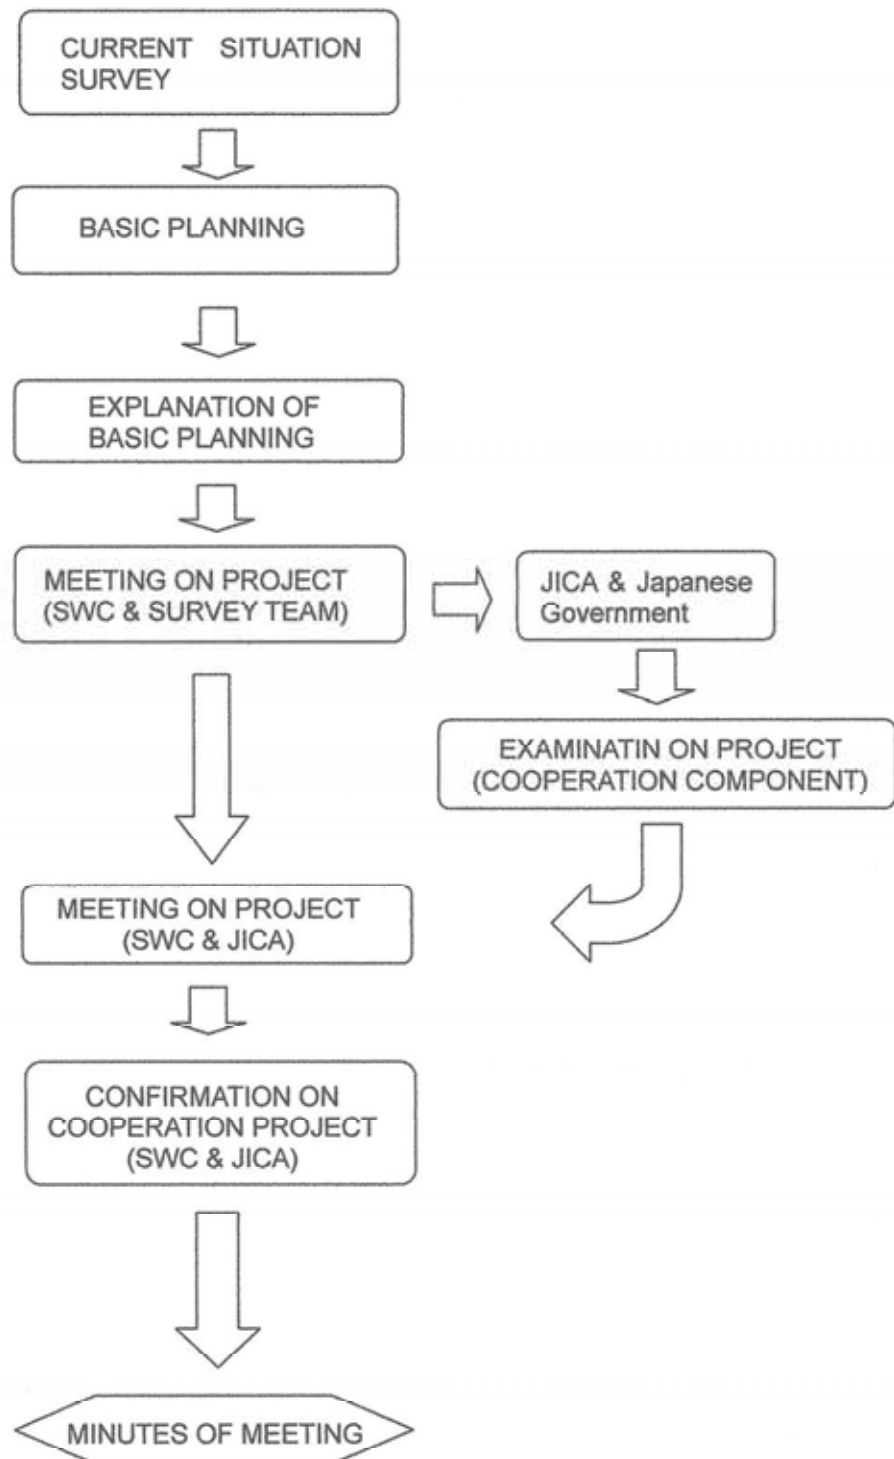 CURRENT SITUATION
SURVEY
BASIC PLANNING
EXPLANATION OF
BASIC PLANNING
MEETING ON PROJECT
(SWC & SURVEY TEAM)
JICA & Japanese
Government
EXAMINATIN ON PROJECT
(COOPERATION COMPONENT)
MEETING ON PROJECT
(SWC & JICA)
CONFIRMATION ON
COOPERATION PROJECT
(SWC & JICA)
MINUTES OF MEETING